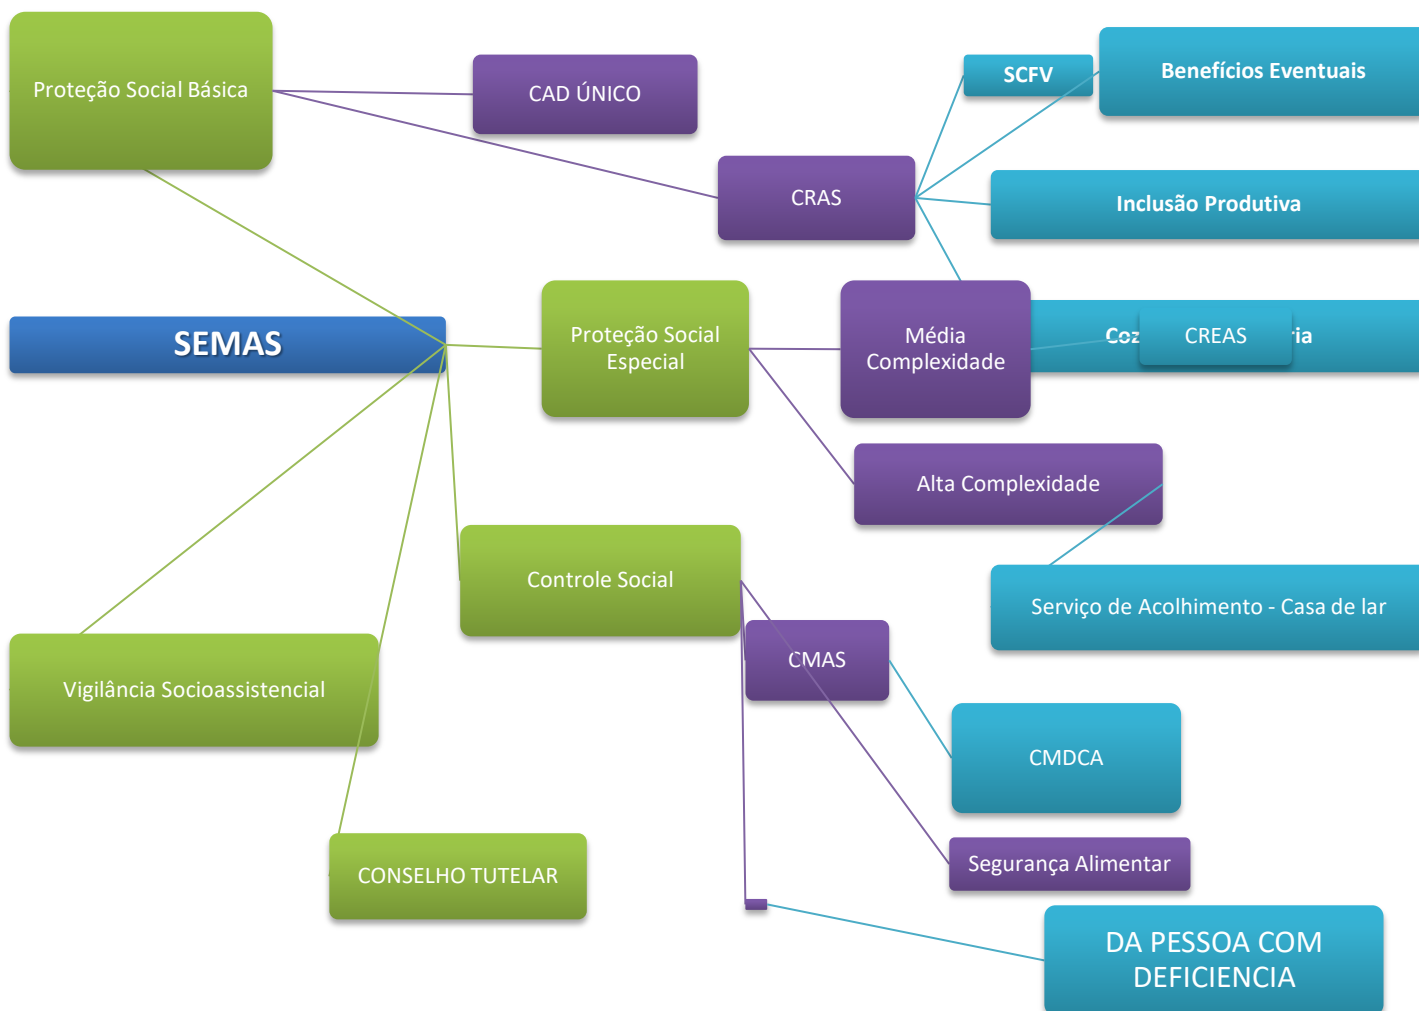 Proteção Social Básica
CAD ÚNICO
SCFV
Benefícios Eventuais
CRAS
Inclusão Produtiva
SEMAS
Proteção Social
Especial
Média
Complexidade
CREAS
Alta Complexidade
Controle Social
Serviço de Acolhimento - Casa de lar
CMAS
Vigilância Socioassistencial
CMDCA
CONSELHO TUTELAR
Segurança Alimentar
DA PESSOA COM
DEFICIENCIA